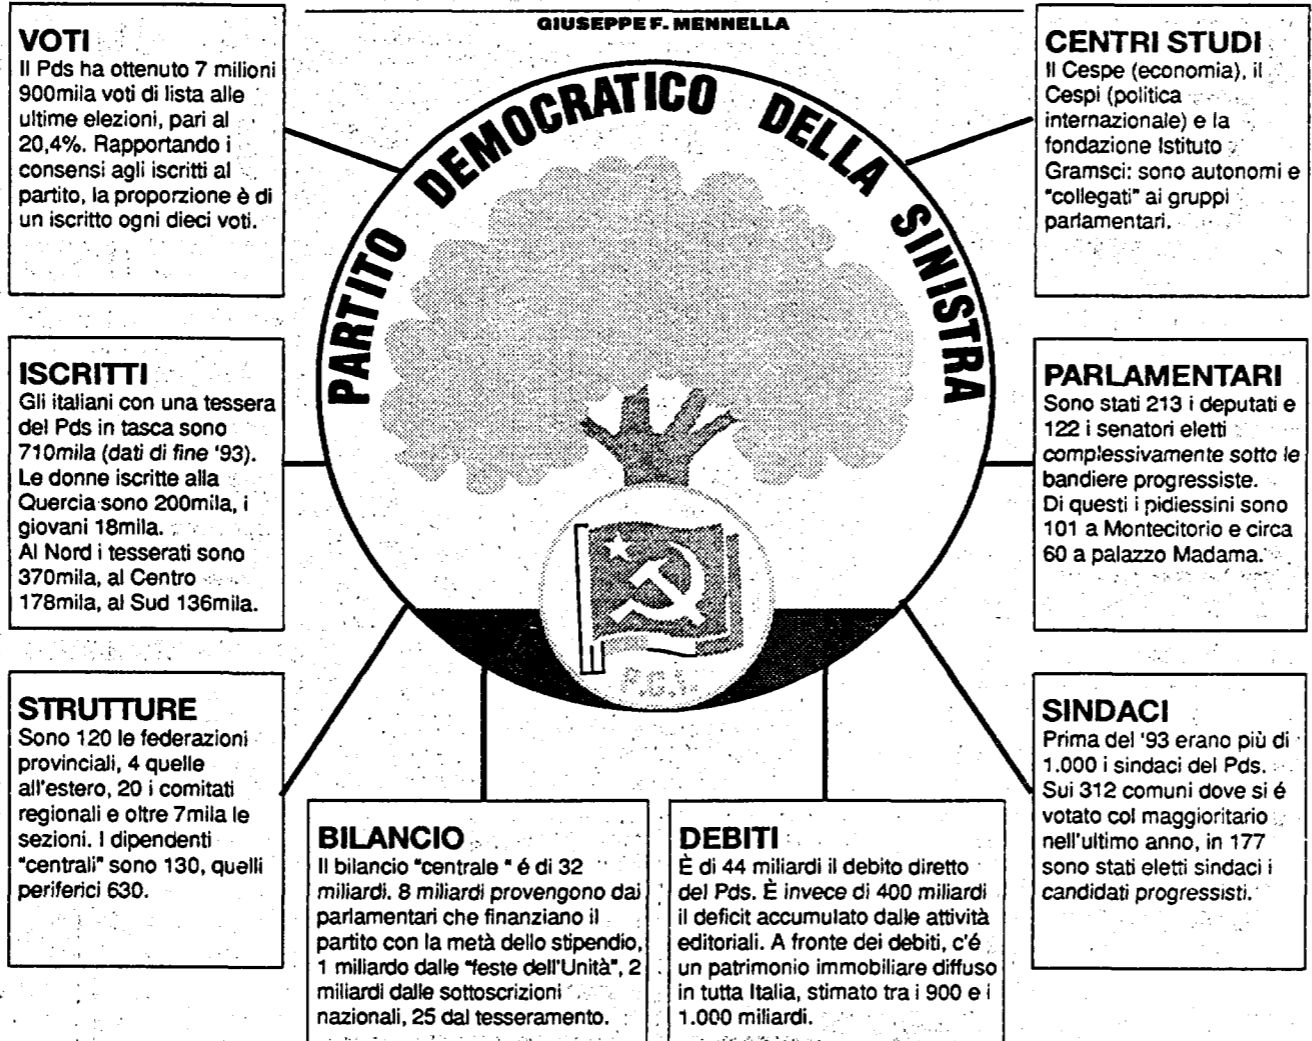 GIUSEPPE F. MENNELLA
PARTITO DEMOCRATICO DELLA SINISTRA
P.C.I.
VOTI
Il Pds ha ottenuto 7 milioni
900mila voti di lista alle
ultime elezioni, pari al
20,4%. Rapportando i
consensi agli iscritti al
partito, la proporzione è di
un iscritto ogni dieci voti.
ISCRITTI
Gli italiani con una tessera
del Pds in tasca sono
710mila (dati di fine '93).
Le donne iscritte alla
Quercia sono 200mila, i
giovani 18mila.
Al Nord i tesserati sono
370mila, al Centro
178mila, al Sud 136mila.
STRUTTURE
Sono 120 le federazioni
provinciali, 4 quelle
all'estero, 20 i comitati
regionali e oltre 7mila le
sezioni. I dipendenti
"centrali" sono 130, quelli
periferici 630.
BILANCIO
Il bilancio "centrale " é di 32
miliardi. 8 miliardi provengono dai
parlamentari che finanziano il
partito con la metà dello stipendio,
1 miliardo dalle "feste dell'Unità", 2
miliardi dalle sottoscrizioni
nazionali, 25 dal tesseramento.
DEBITI
È di 44 miliardi il debito diretto
del Pds. È invece di 400 miliardi
il deficit accumulato dalle attività
editoriali. A fronte dei debiti, c'é
un patrimonio immobiliare diffuso
in tutta Italia, stimato tra i 900 e i
1.000 miliardi.
CENTRI STUDI
Il Cespe (economia), il
Cespi (politica
internazionale) e la
fondazione Istituto
Gramsci: sono autonomi e
"collegati" ai gruppi
parlamentari.
PARLAMENTARI
Sono stati 213 i deputati e
122 i senatori eletti
complessivamente sotto le
bandiere progressiste.
Di questi i pidiessini sono
101 a Montecitorio e circa
60 a palazzo Madama.
SINDACI
Prima del '93 erano più di
1.000 i sindaci del Pds.
Sui 312 comuni dove si é
votato col maggioritario
nell'ultimo anno, in 177
sono stati eletti sindaci i
candidati progressisti.